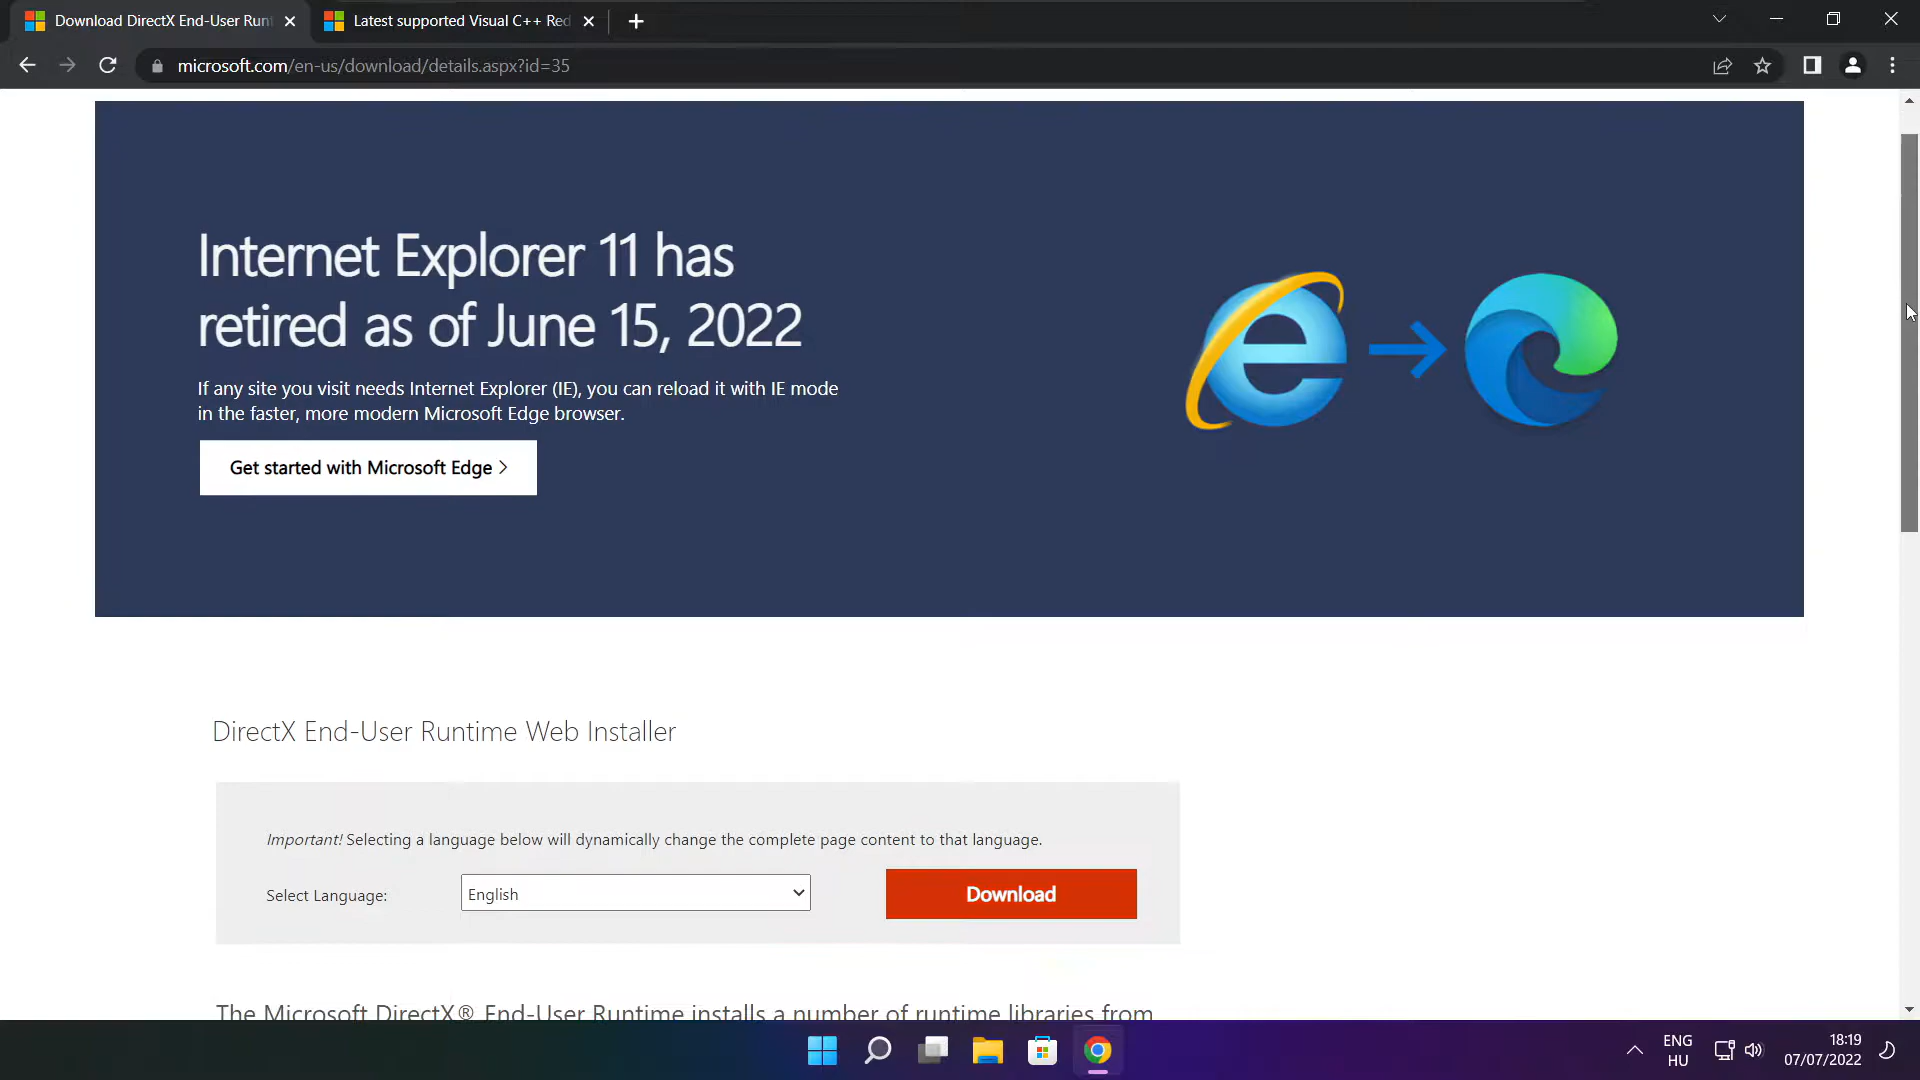 Download DirectX End-User Runt
Latest supported Visual C++ Red
microsoft.com/en-us/download/details.aspx?id=35
Internet Explorer 11 has
retired as of June 15, 2022
If any site you visit needs Internet Explorer (IE), you can reload it with IE mode
in the faster, more modern Microsoft Edge browser.
Get started with Microsoft Edge >
DirectX End-User Runtime Web Installer
Important! Selecting a language below will dynamically change the complete page content to that language.
Select Language:
English
Download
The Microsoft DirectX® End-User Runtime installs a number of runtime libraries from
ENG
HU
18:19
07/07/2022